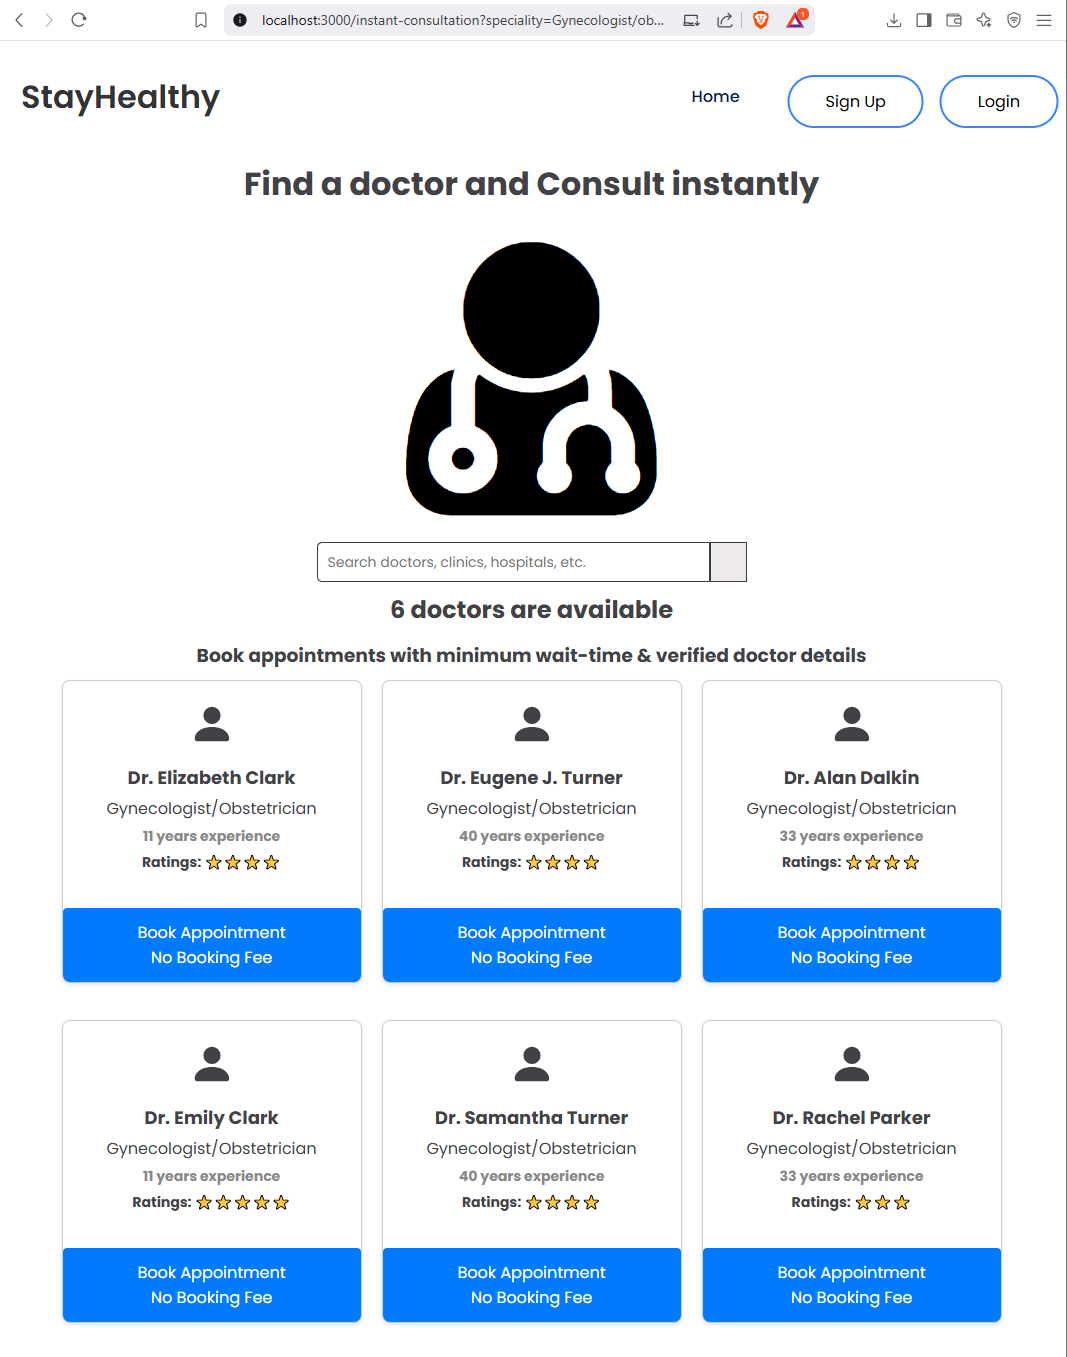 localhost:3000/instant-consultation?speciality=Gynecologist/ob...
1
StayHealthy
Home
Sign Up
Login
Find a doctor and Consult instantly
Search doctors, clinics, hospitals, etc.
6 doctors are available
Book appointments with minimum wait-time & verified doctor details
Dr. Elizabeth Clark
Gynecologist/Obstetrician
11 years experience
Ratings: ★★★★
Book Appointment
No Booking Fee
Dr. Eugene J. Turner
Gynecologist/Obstetrician
40 years experience
Ratings: ★★★★
Book Appointment
No Booking Fee
Dr. Alan Dalkin
Gynecologist/Obstetrician
33 years experience
Ratings: ★★★★
Book Appointment
No Booking Fee
Dr. Emily Clark
Gynecologist/Obstetrician
11 years experience
Ratings: ★★★★★
Book Appointment
No Booking Fee
Dr. Samantha Turner
Gynecologist/Obstetrician
40 years experience
Ratings: ★★★★
Book Appointment
No Booking Fee
Dr. Rachel Parker
Gynecologist/Obstetrician
33 years experience
Ratings: ★★★
Book Appointment
No Booking Fee